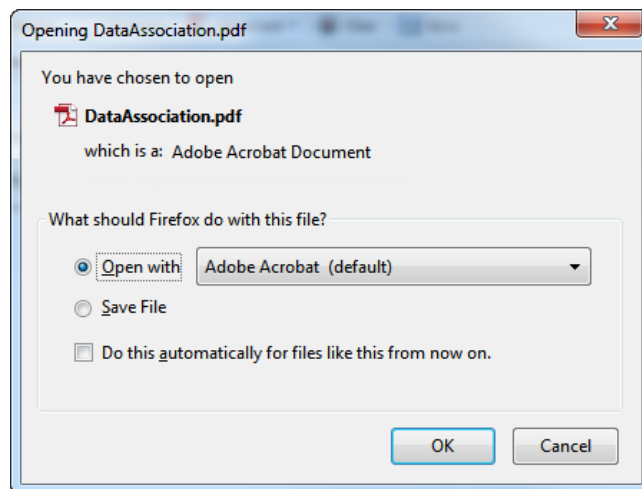 Opening DataAssociation.pdf
You have chosen to open
DataAssociation.pdf
which is a: Adobe Acrobat Document
What should Firefox do with this file?
Open with Adobe Acrobat (default)
Save File
Do this automatically for files like this from now on.
OK Cancel